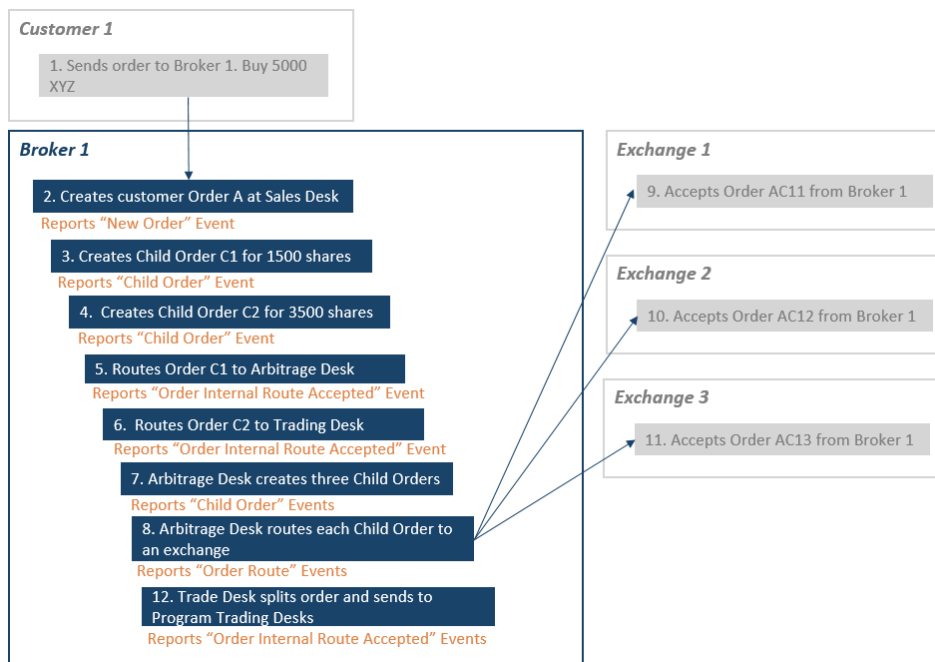 Customer 1
1. Sends order to Broker 1. Buy 5000
XYZ
Broker 1
2. Creates customer Order A at Sales Desk
Reports “New Order” Event
3. Creates Child Order C1 for 1500 shares
Reports “Child Order” Event
4. Creates Child Order C2 for 3500 shares
Reports “Child Order” Event
5. Routes Order C1 to Arbitrage Desk
Reports “Order Internal Route Accepted” Event
6. Routes Order C2 to Trading Desk
Reports “Order Internal Route Accepted” Event
7. Arbitrage Desk creates three Child Orders
Reports “Child Order” Events
8. Arbitrage Desk routes each Child Order to
an exchange
Reports “Order Route” Events
12. Trade Desk splits order and sends to
Program Trading Desks
Reports “Order Internal Route Accepted” Events
Exchange 1
9. Accepts Order AC11 from Broker 1
Exchange 2
10. Accepts Order AC12 from Broker 1
Exchange 3
11. Accepts Order AC13 from Broker 1